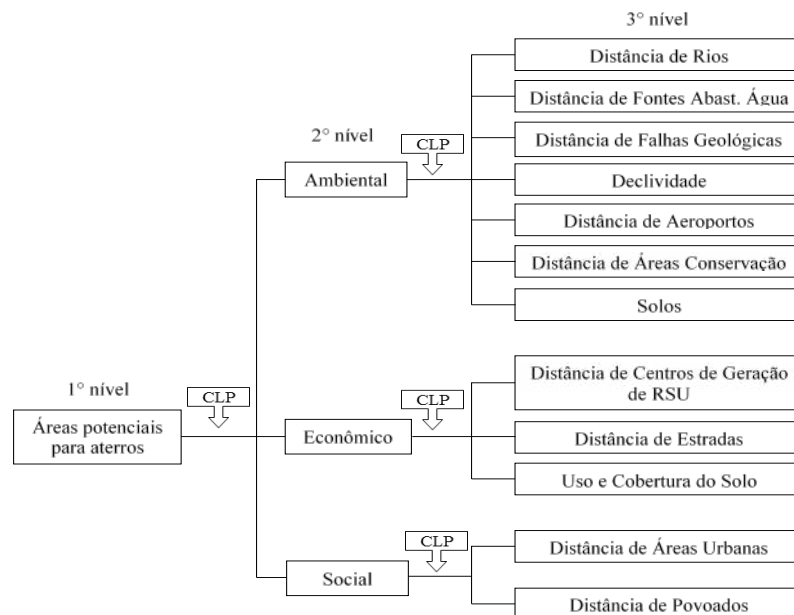 3° nível
Distância de Rios
Distância de Fontes Abast. Água
2° nível
CLP
Distância de Falhas Geológicas
Ambiental
Declividade
Distância de Aeroportos
Distância de Áreas Conservação
Solos
1° nível
CLP
CLP
Distância de Centros de Geração
de RSU
Áreas potenciais
para aterros
Econômico
Distância de Estradas
Uso e Cobertura do Solo
CLP
Distância de Áreas Urbanas
Social
Distância de Povoados